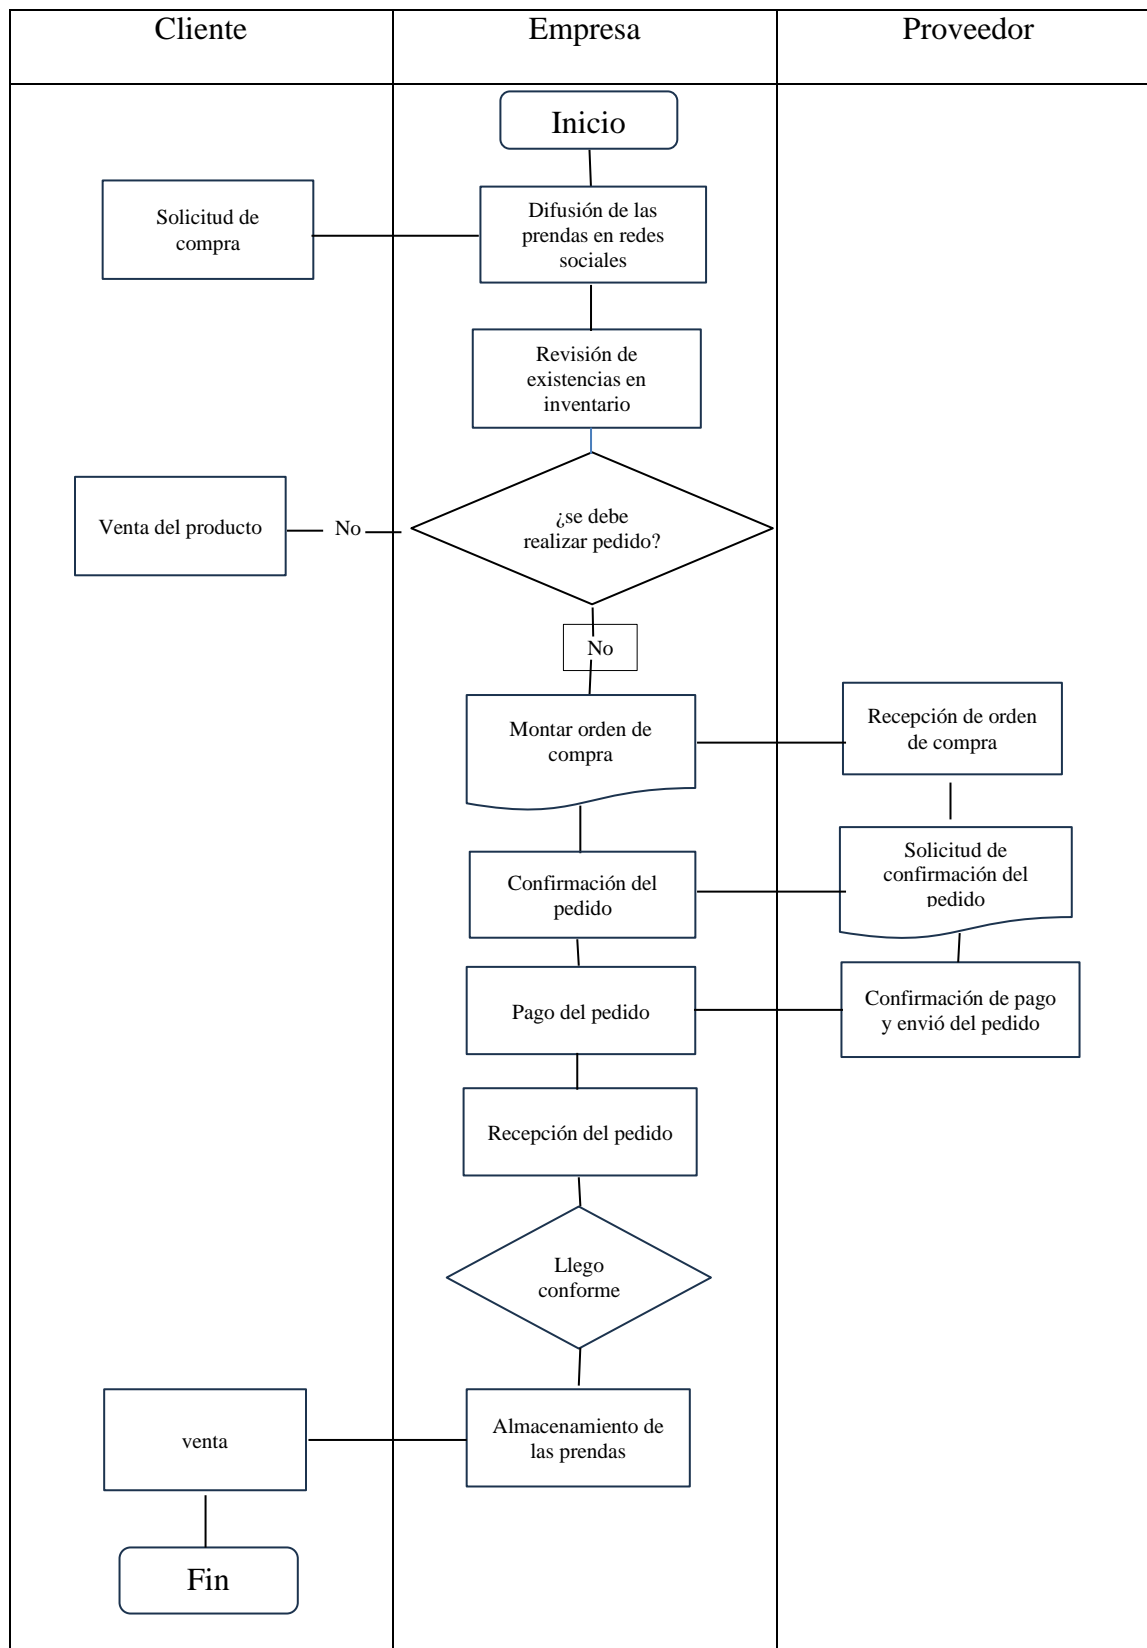 Cliente
Empresa
Proveedor
Inicio
Solicitud de
compra
Difusión de las
prendas en redes
sociales
Revisión de
existencias en
inventario
Venta del producto
No
¿se debe
realizar pedido?
No
Montar orden de
compra
Recepción de orden
de compra
Confirmación del
pedido
Solicitud de
confirmación del
pedido
Pago del pedido
Confirmación de pago
y envió del pedido
Recepción del pedido
Llego
conforme
venta
Almacenamiento de
las prendas
Fin